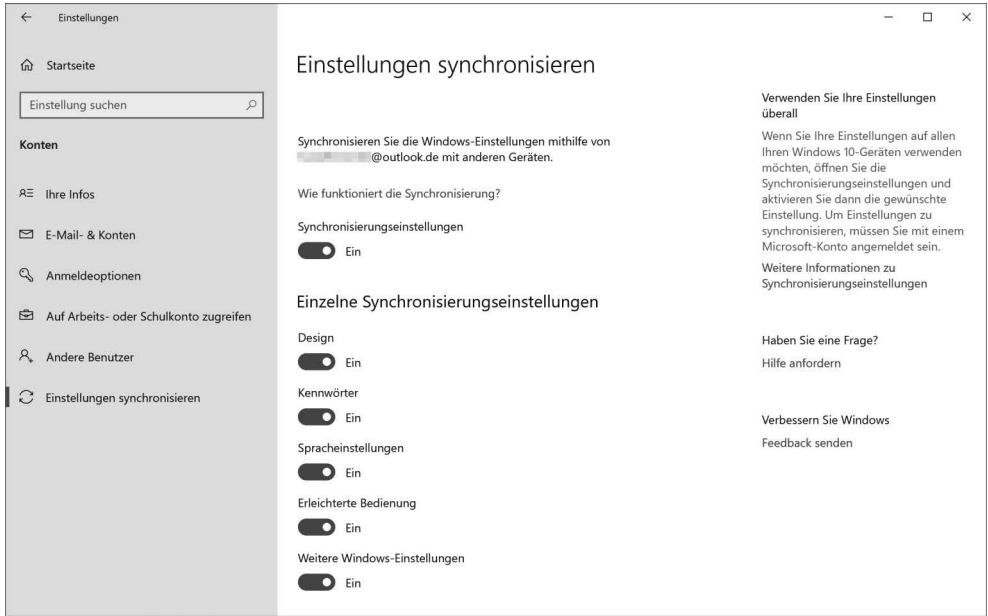 Einstellungen
Startseite
Einstellung suchen
Konten
Ihre Infos
E-Mail- & Konten
Anmeldeoptionen
Auf Arbeits- oder Schulkonto zugreifen
Andere Benutzer
Einstellungen synchronisieren
Einstellungen synchronisieren
Synchronisieren Sie die Windows-Einstellungen mithilfe von
@outlook.de mit anderen Geräten.
Wie funktioniert die Synchronisierung?
Synchronisierungseinstellungen
Ein
Einzelne Synchronisierungseinstellungen
Design
Ein
Kennwörter
Ein
Spracheinstellungen
Ein
Erleichterte Bedienung
Ein
Weitere Windows-Einstellungen
Ein
Verwenden Sie Ihre Einstellungen
überall
Wenn Sie Ihre Einstellungen auf allen
Ihren Windows 10-Geräten verwenden
möchten, öffnen Sie die
Synchronisierungseinstellungen und
aktivieren Sie dann die gewünschte
Einstellung. Um Einstellungen zu
synchronisieren, müssen Sie mit einem
Microsoft-Konto angemeldet sein.
Weitere Informationen zu
Synchronisierungseinstellungen
Haben Sie eine Frage?
Hilfe anfordern
Verbessern Sie Windows
Feedback senden